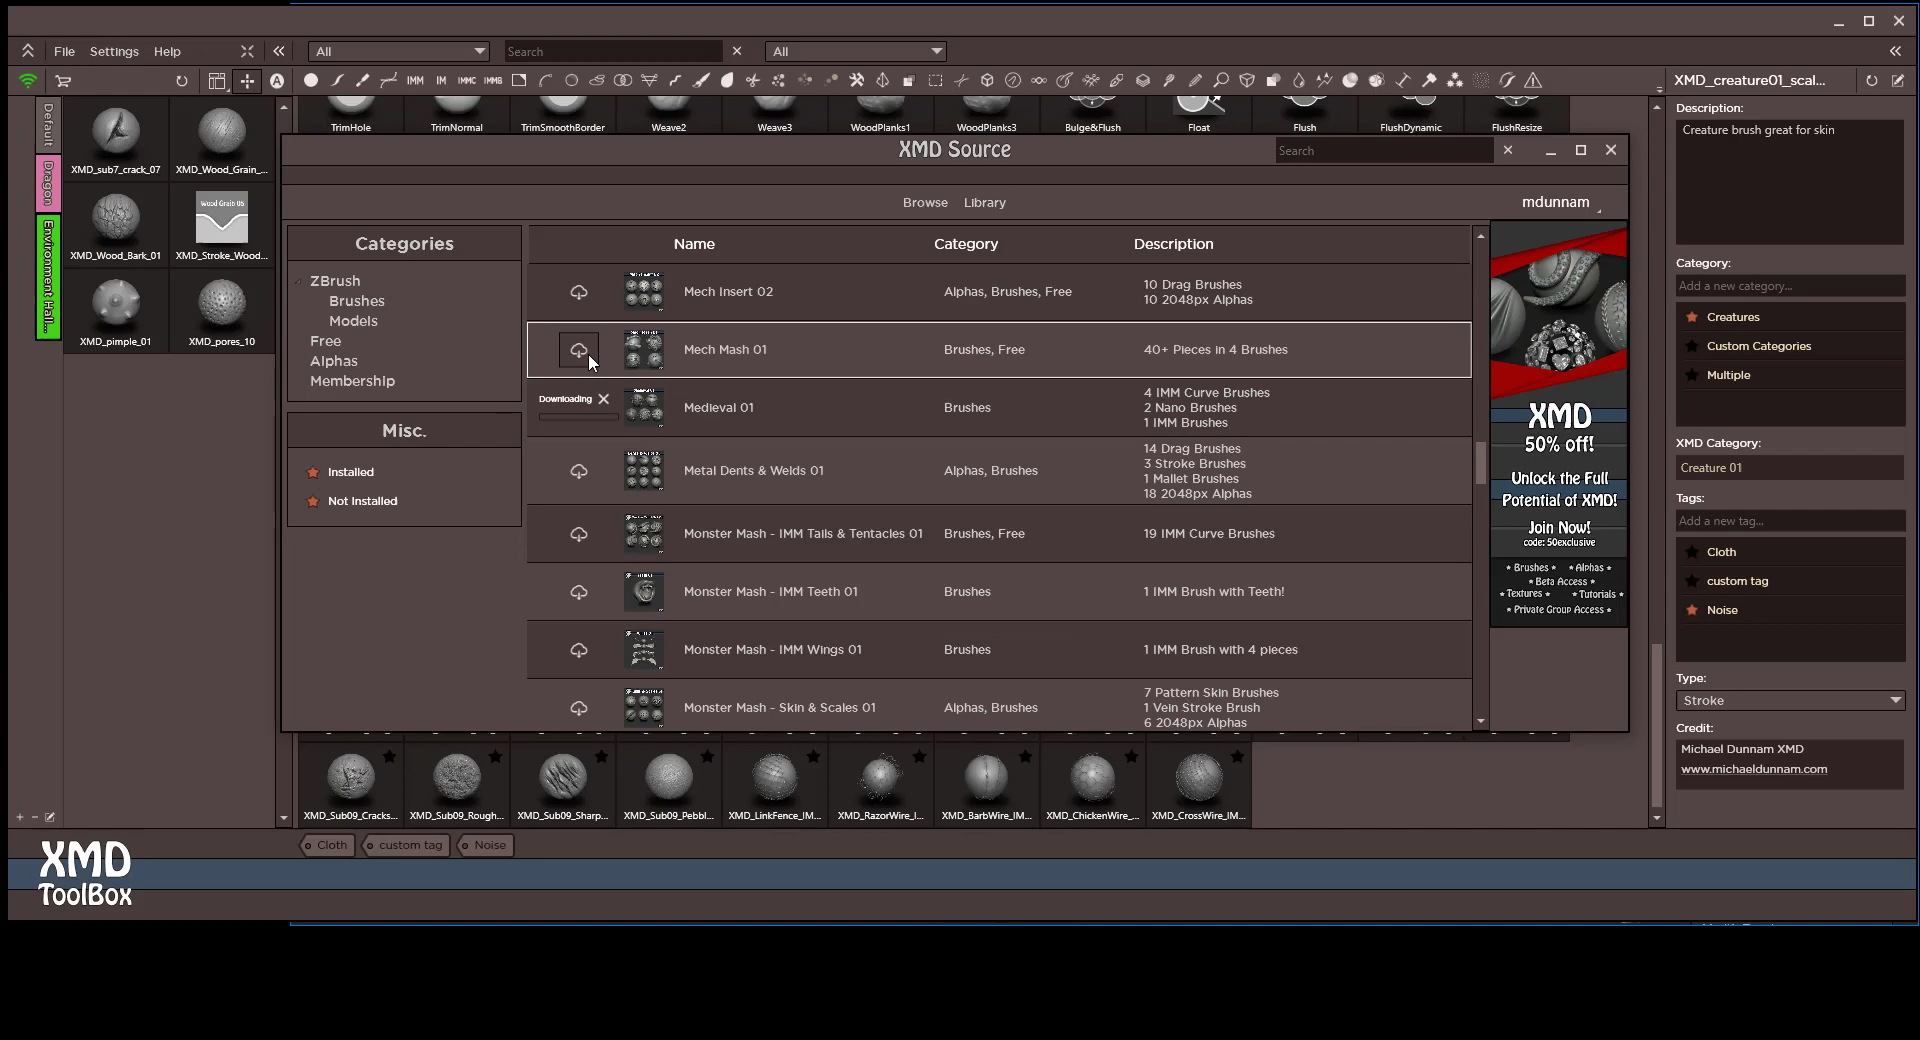 File Settings Help
All
Search
All
IMM IM IMMC IMMB
XMD_creature01_scal...
Default
Dragon
Environment Hall...
XMD_sub7_crack_07
XMD_Wood_Grain_...
Wood Grain 06
XMD_Wood_Bark_01
XMD_Stroke_Wood...
XMD_pimple_01
XMD_pores_10
TrimHole
TrimNormal
TrimSmoothBorder
Weave2
Weave3
WoodPlanks1
WoodPlanks3
Bulge&Flush
Float
Flush
FlushDynamic
FlushResize
XMD Source
Search
Browse Library
mdunnam
Categories
ZBrush
Brushes
Models
Free
Alphas
Membership
Misc.
Installed
Not Installed
Name Category Description
Mech Insert 02 Alphas, Brushes, Free
10 Drag Brushes
10 2048px Alphas
Mech Mash 01 Brushes, Free 40+ Pieces in 4 Brushes
Downloading
Medieval 01 Brushes
4 IMM Curve Brushes
2 Nano Brushes
1 IMM Brushes
Metal Dents & Welds 01 Alphas, Brushes
14 Drag Brushes
3 Stroke Brushes
1 Mallet Brushes
18 2048px Alphas
Monster Mash - IMM Tails & Tentacles 01 Brushes, Free 19 IMM Curve Brushes
Monster Mash - IMM Teeth 01 Brushes 1 IMM Brush with Teeth!
Monster Mash - IMM Wings 01 Brushes 1 IMM Brush with 4 pieces
Monster Mash - Skin & Scales 01 Alphas, Brushes
7 Pattern Skin Brushes
1 Vein Stroke Brush
6 2048px Alphas
XMD
50% off!
Unlock the Full
Potential of XMD!
Join Now!
code: 50exclusive
* Brushes * * Alphas *
* Beta Access *
* Textures * * Tutorials *
* Private Group Access *
Description:
Creature brush great for skin
Category:
Add a new category...
Creatures
Custom Categories
Multiple
XMD Category:
Creature 01
Tags:
Add a new tag...
Cloth
custom tag
Noise
Type:
Stroke
Credit:
Michael Dunnam XMD
www.michaeldunnam.com
XMD_Sub09_Cracks...
XMD_Sub09_Rough...
XMD_Sub09_Sharp...
XMD_Sub09_Pebbl...
XMD_LinkFence_IM...
XMD_RazorWire_I...
XMD_BarbWire_IM...
XMD_ChickenWire_...
XMD_CrossWire_IM...
Cloth
custom tag
Noise
XMD
ToolBox